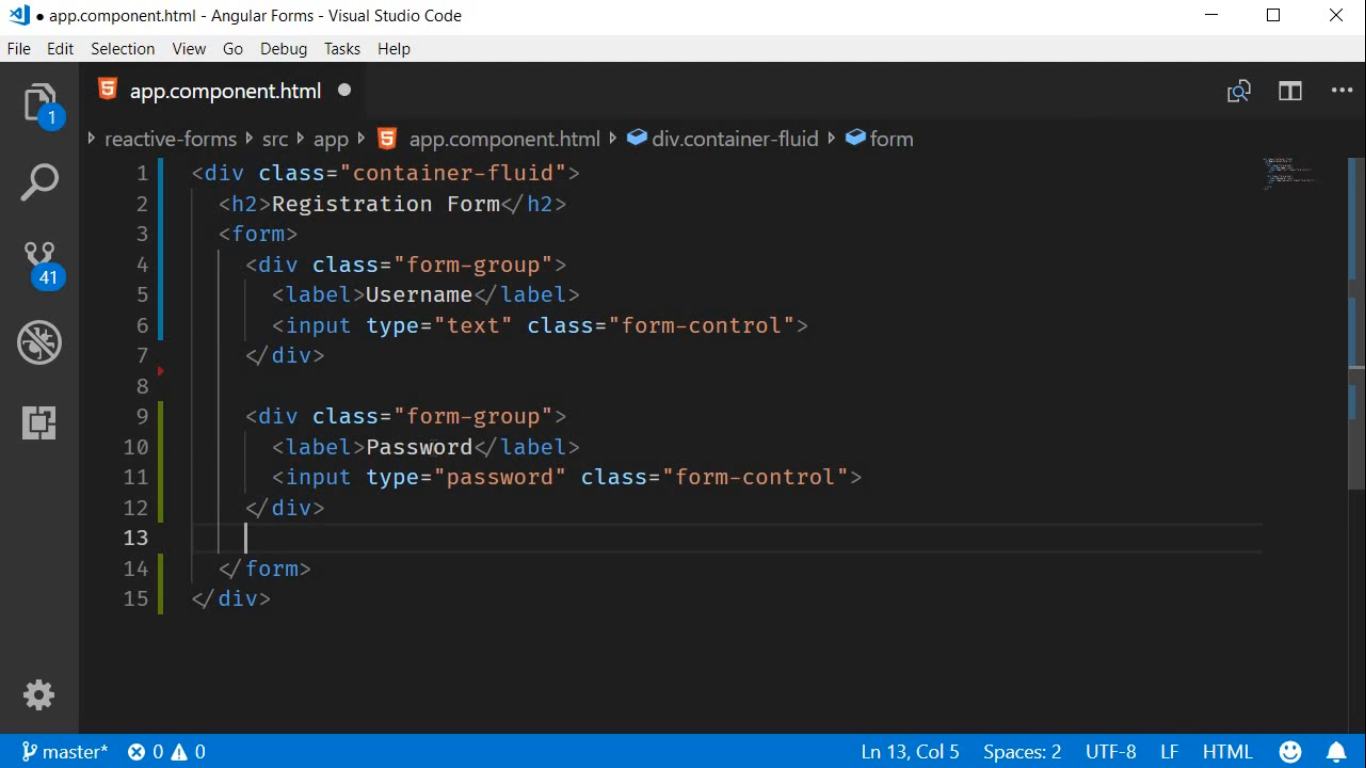 app.component.html - Angular Forms - Visual Studio Code
File Edit Selection View Go Debug Tasks Help
app.component.html
reactive-forms src app app.component.html div.container-fluid form
1 <div class="container-fluid">
2 <h2>Registration Form</h2>
3 <form>
4 <div class="form-group">
5 <label>Username</label>
6 <input type="text" class="form-control">
7 </div>
8
9 <div class="form-group">
10 <label>Password</label>
11 <input type="password" class="form-control">
12 </div>
13
14 </form>
15 </div>
1
41
master* 0 0 Ln 13, Col 5 Spaces: 2 UTF-8 LF HTML